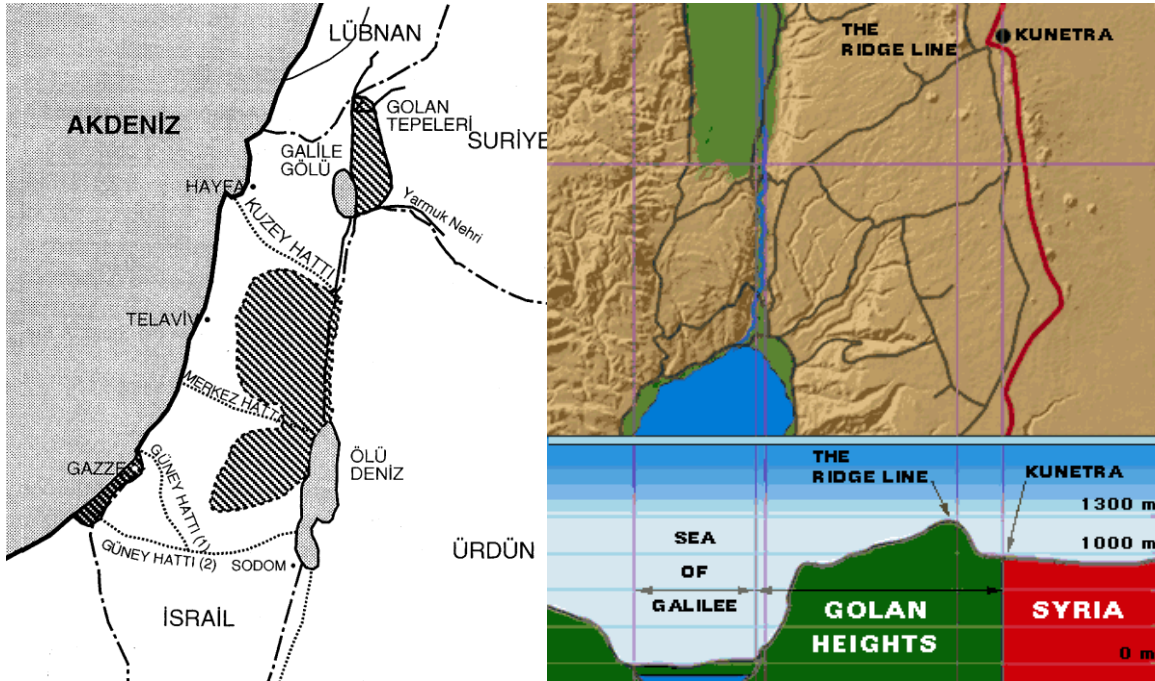 LÜBNAN
AKDENİZ
GOLAN
TEPELERİ
SURİYE
GALİLE
GÖLÜ
HAYFA
Yarmuk Nehri
KUZEY HATTI
TELAVİV
MERKEZ HATTI
GAZZE
GÜNEY HATTI (1)
ÖLÜ
DENİZ
GÜNEY HATTI (2)
SODOM
ÜRDÜN
İSRAİL
THE
RIDGE LINE
KUNETRA
THE
RIDGE LINE
KUNETRA
1300 m
1000 m
SEA
OF
GALILEE
GOLAN
HEIGHTS
SYRIA
0 m